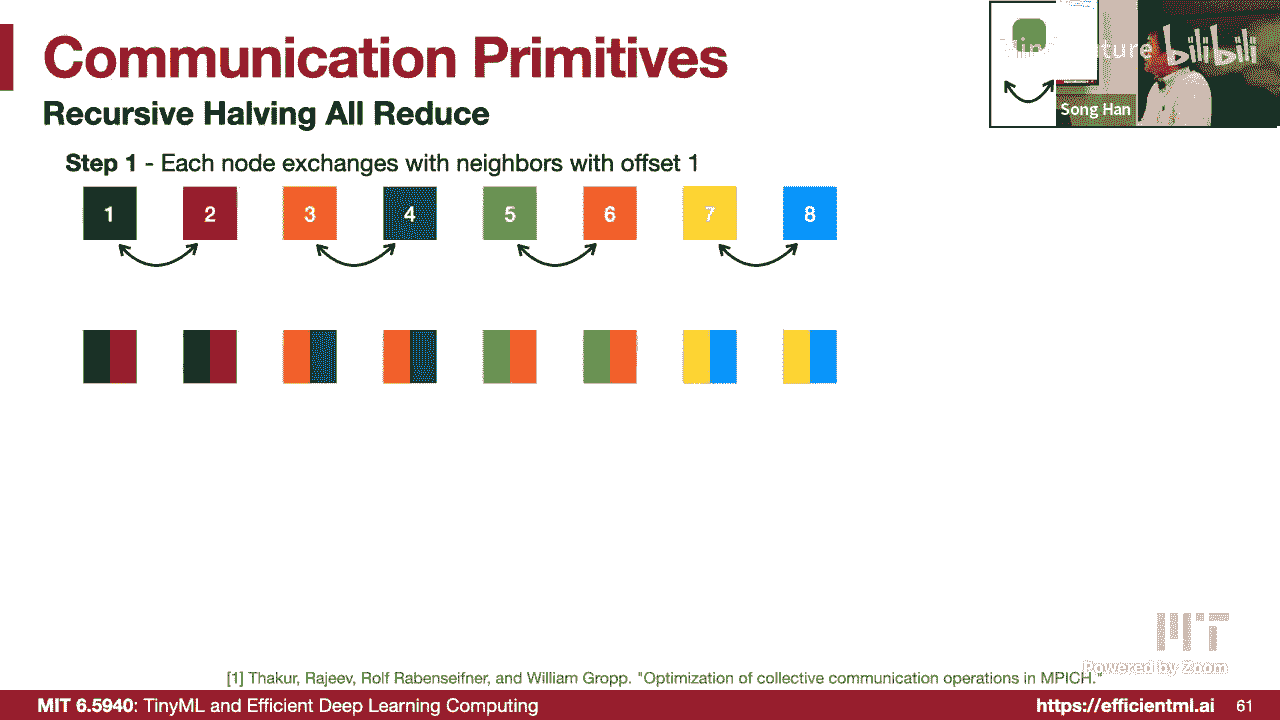 Communication Primitives
Recursive Halving All Reduce
Step 1 - Each node exchanges with neighbors with offset 1
1 2 3 4 5 6 7 8
bilibili
Song Han
MIT
Powered by Zoom
[1] Thakur, Rajeev, Rolf Rabenseifner, and William Gropp. "Optimization of collective communication operations in MPICH."
MIT 6.5940: TinyML and Efficient Deep Learning Computing
https://efficientml.ai 61